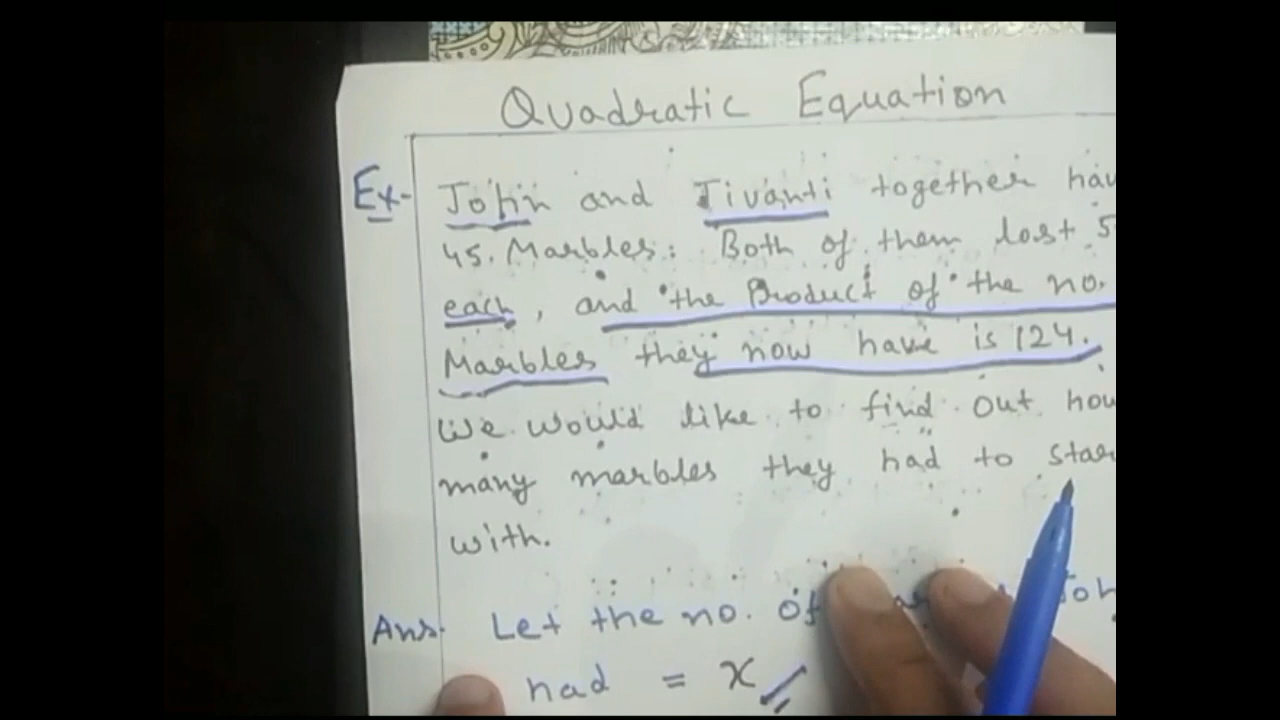 Quadratic Equation
Ex- John and Jivanti together hav
45. Marbles: Both of them lost 5
each, and the Product of the no.
Marbles they now have is 124.
We would like to find out how
many marbles they had to star
with.
Ans. Let the no. of Joh
had = x